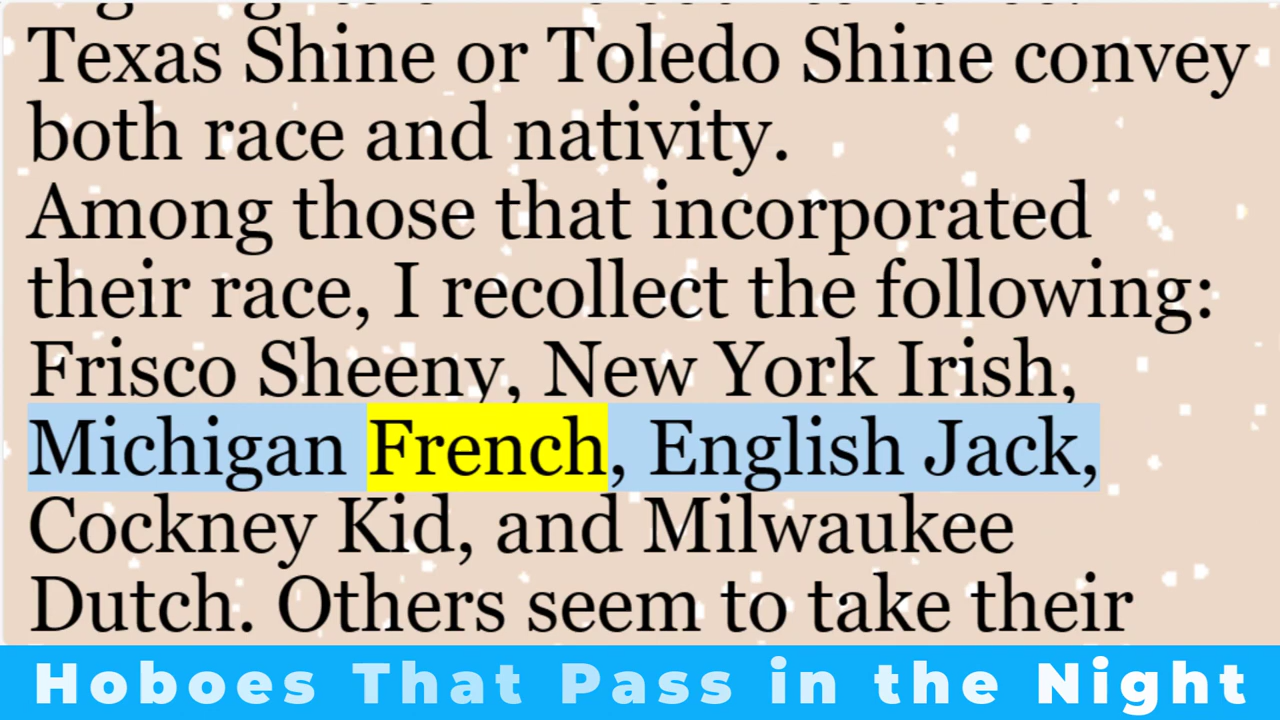 Texas Shine or Toledo Shine convey
both race and nativity.
Among those that incorporated
their race, I recollect the following:
Frisco Sheeny, New York Irish,
Michigan French, English Jack,
Cockney Kid, and Milwaukee
Dutch. Others seem to take their
Hoboes That Pass in the Night